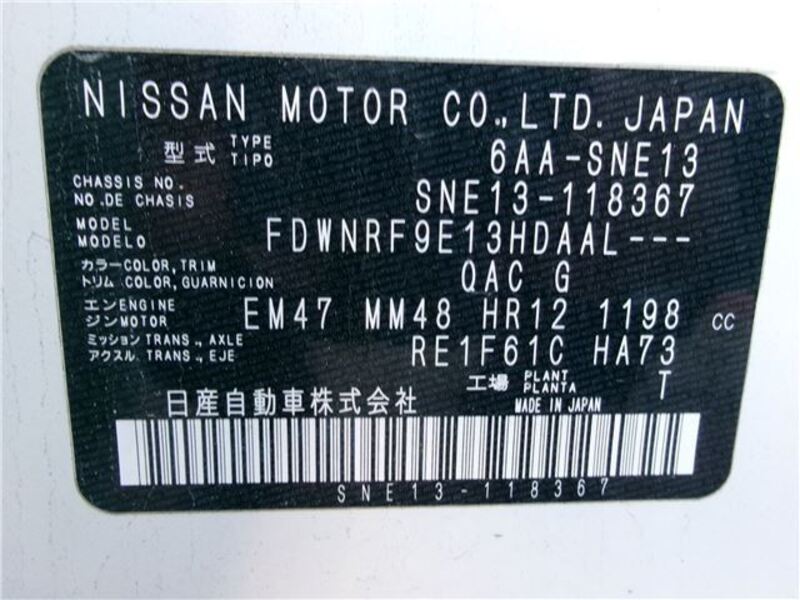 NISSAN MOTOR CO.,LTD. JAPAN
型式 TYPE TIPO 6AA-SNE13
CHASSIS NO. SNE13-118367
NO.DE CHASIS
MODEL FDWNRF9E13HDAAL---
MODELO
カラーCOLOR,TRIM QAC G
トリム COLOR,GUARNICION
エンENGINE EM47 MM48 HR12 1198 CC
ジンMOTOR
ミッション TRANS., AXLE RE1F61C HA73
アクスル TRANS., EJE
工場 PLANT PLANTA T
日産自動車株式会社 MADE IN JAPAN
SNE13-118367